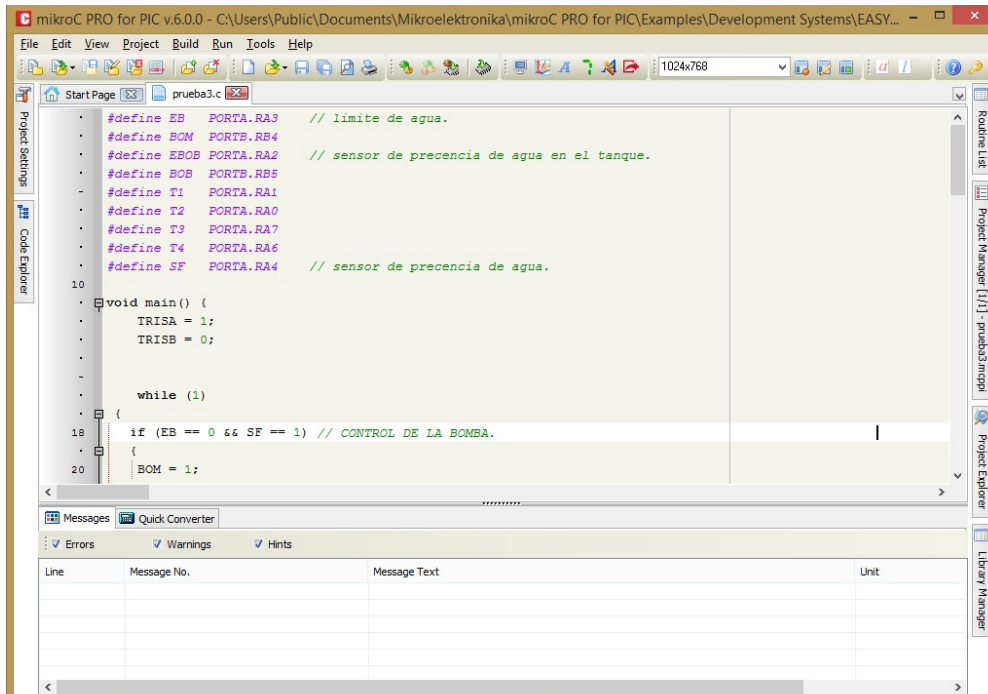 mikroC PRO for PIC v.6.0.0 - C:\Users\Public\Documents\Mikroelektronika\mikroC PRO for PIC\Examples\Development Systems\EASY...
File Edit View Project Build Run Tools Help
1024x768
Start Page prueba3.c
Project Settings
Code Explorer
#define EB PORTA.RA3 // limite de agua.
#define BOM PORTB.RB4
#define EBOB PORTA.RA2 // sensor de precencia de agua en el tanque.
#define BOB PORTB.RB5
#define T1 PORTA.RA1
#define T2 PORTA.RA0
#define T3 PORTA.RA7
#define T4 PORTA.RA6
#define SF PORTA.RA4 // sensor de precencia de agua.
10
void main() {
TRISA = 1;
TRISB = 0;
while (1)
{
18 if (EB == 0 && SF == 1) // CONTROL DE LA BOMBA.
{
20 BOM = 1;
Routine List
Project Manager [1/1] - prueba3.mcppi
Project Explorer
Library Manager
Messages Quick Converter
Errors Warnings Hints
Line Message No. Message Text Unit